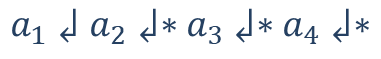 a₁ ↲ a₂ ↲* a₃ ↲* a₄ ↲*